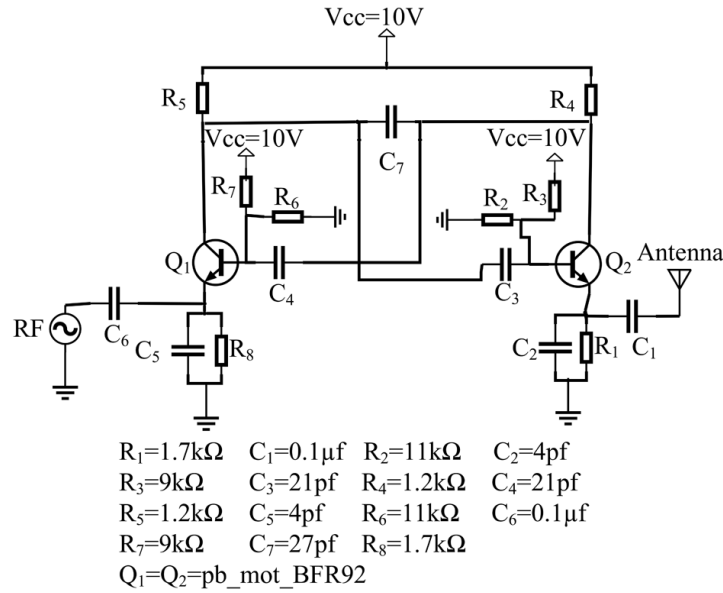 Vcc=10V
R₅
R₄
Vcc=10V
Vcc=10V
C₇
R₇
R₆
R₂
R₃
Q₁
Q₂
Antenna
C₄
C₃
RF
C₆
C₅
R₈
C₂
R₁
C₁
R₁=1.7kΩ C₁=0.1μf R₂=11kΩ C₂=4pf
R₃=9kΩ C₃=21pf R₄=1.2kΩ C₄=21pf
R₅=1.2kΩ C₅=4pf R₆=11kΩ C₆=0.1μf
R₇=9kΩ C₇=27pf R₈=1.7kΩ
Q₁=Q₂=pb_mot_BFR92